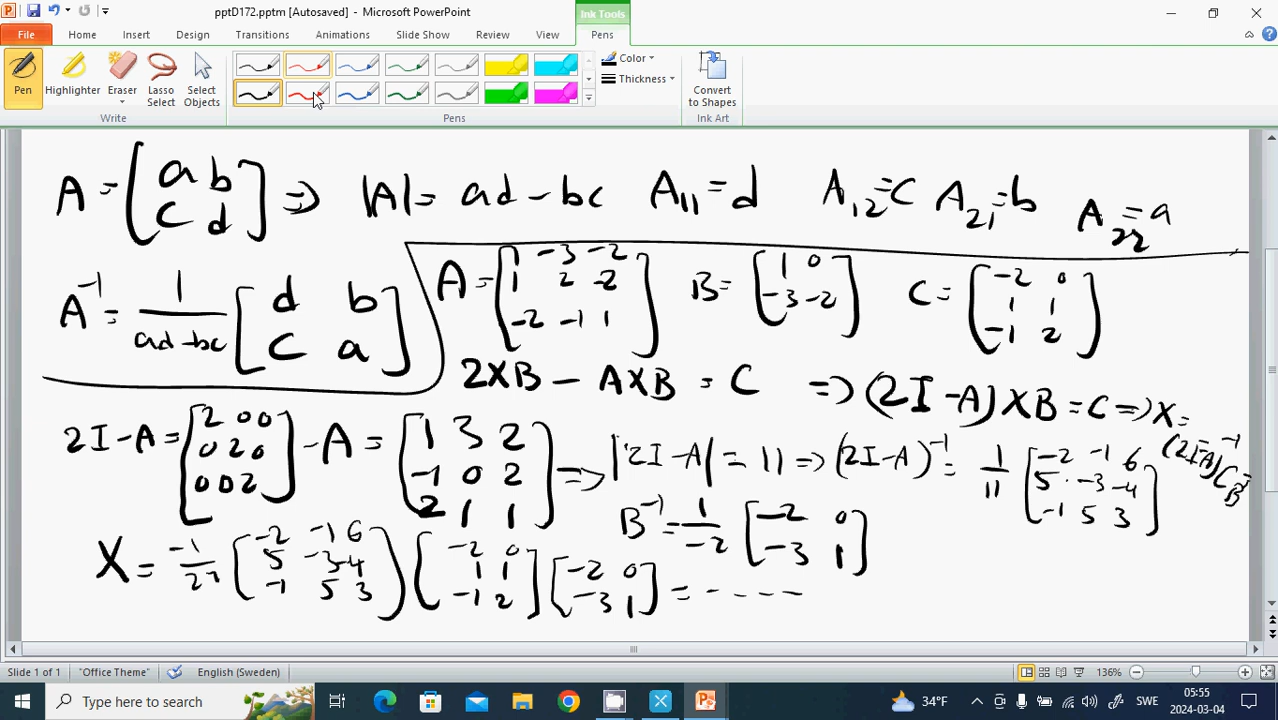 pptD172.pptm [Autosaved] - Microsoft PowerPoint
Ink Tools
File Home Insert Design Transitions Animations Slide Show Review View Pens
Pen Highlighter Eraser Lasso Select Select Objects
Color
Thickness
Convert to Shapes
Write Pens Ink Art
A = [a b
c d] => |A| = ad - bc A11 = d A12 = c A21 = b A22 = a
A^-1 = 1/(ad-bc) [d b
c a]
A = [1 -3 -2
1 2 -2
-2 -1 1] B = [1 0
-3 -2] C = [-2 0
1 1
-1 2]
2XB - AXB = C => (2I-A)XB = C => X = (2I-A)^-1 C B^-1
2I-A = [2 0 0
0 2 0
0 0 2] - A = [1 3 2
-1 0 2
2 1 1] => |2I-A| = 11 => (2I-A)^-1 = 1/11 [-2 -1 6
5 -3 -4
-1 5 3]
B^-1 = 1/-2 [-2 0
-3 1]
X = -1/22 [-2 -1 6
5 -3 -4
-1 5 3] [-2 0
1 1
-1 2] [-2 0
-3 1] = - - - - -
Slide 1 of 1 "Office Theme" English (Sweden) 136%
Type here to search 34°F SWE 05:55
2024-03-04